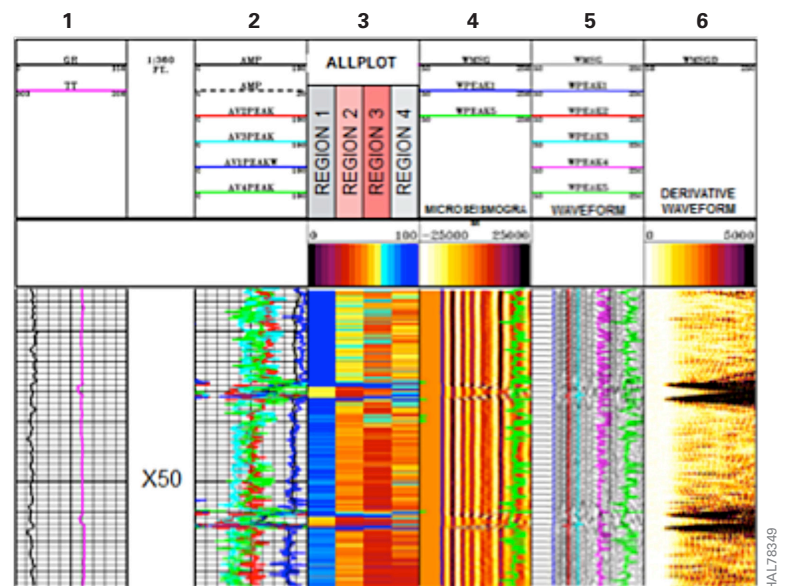 1 2 3 4 5 6
GR
TT
1:360
FT.
AMP
AMP
AV2PEAK
AV3PEAK
AV1PEAKW
AV4PEAK
ALLPLOT
REGION 1
REGION 2
REGION 3
REGION 4
WMSG
WPEAK1
WPEAK5
MICROSEISMOGRA
M
WMSG
WPEAK1
WPEAK2
WPEAK3
WPEAK4
WPEAK5
WAVEFORM
WMSGD
DERIVATIVE
WAVEFORM
0 100
-25000 25000
0 5000
X50
HAL78349